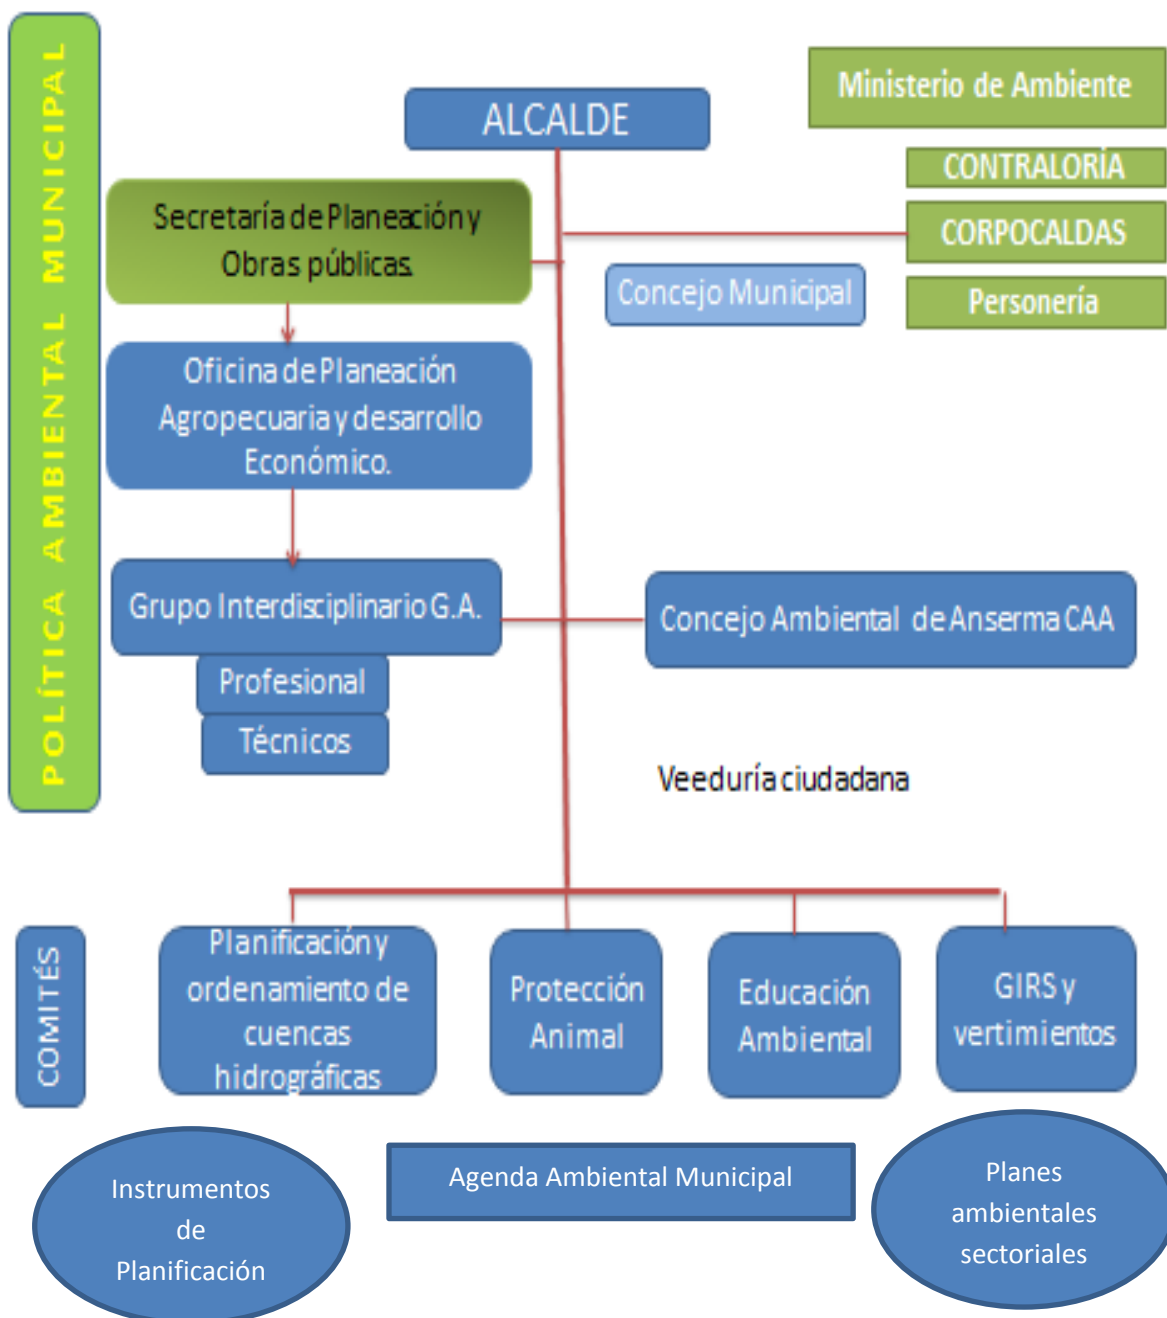 POLÍTICA AMBIENTAL MUNICIPAL
ALCALDE
Ministerio de Ambiente
CONTRALORÍA
CORPOCALDAS
Personería
Secretaría de Planeación y
Obras públicas.
Concejo Municipal
Oficina de Planeación
Agropecuaria y desarrollo
Económico.
Grupo Interdisciplinario G.A.
Profesional
Técnicos
Concejo Ambiental de Anserma CAA
Veeduría ciudadana
COMITÉS
Planificación y
ordenamiento de
cuencas
hidrográficas
Protección
Animal
Educación
Ambiental
GIRS y
vertimientos
Instrumentos
de
Planificación
Agenda Ambiental Municipal
Planes
ambientales
sectoriales